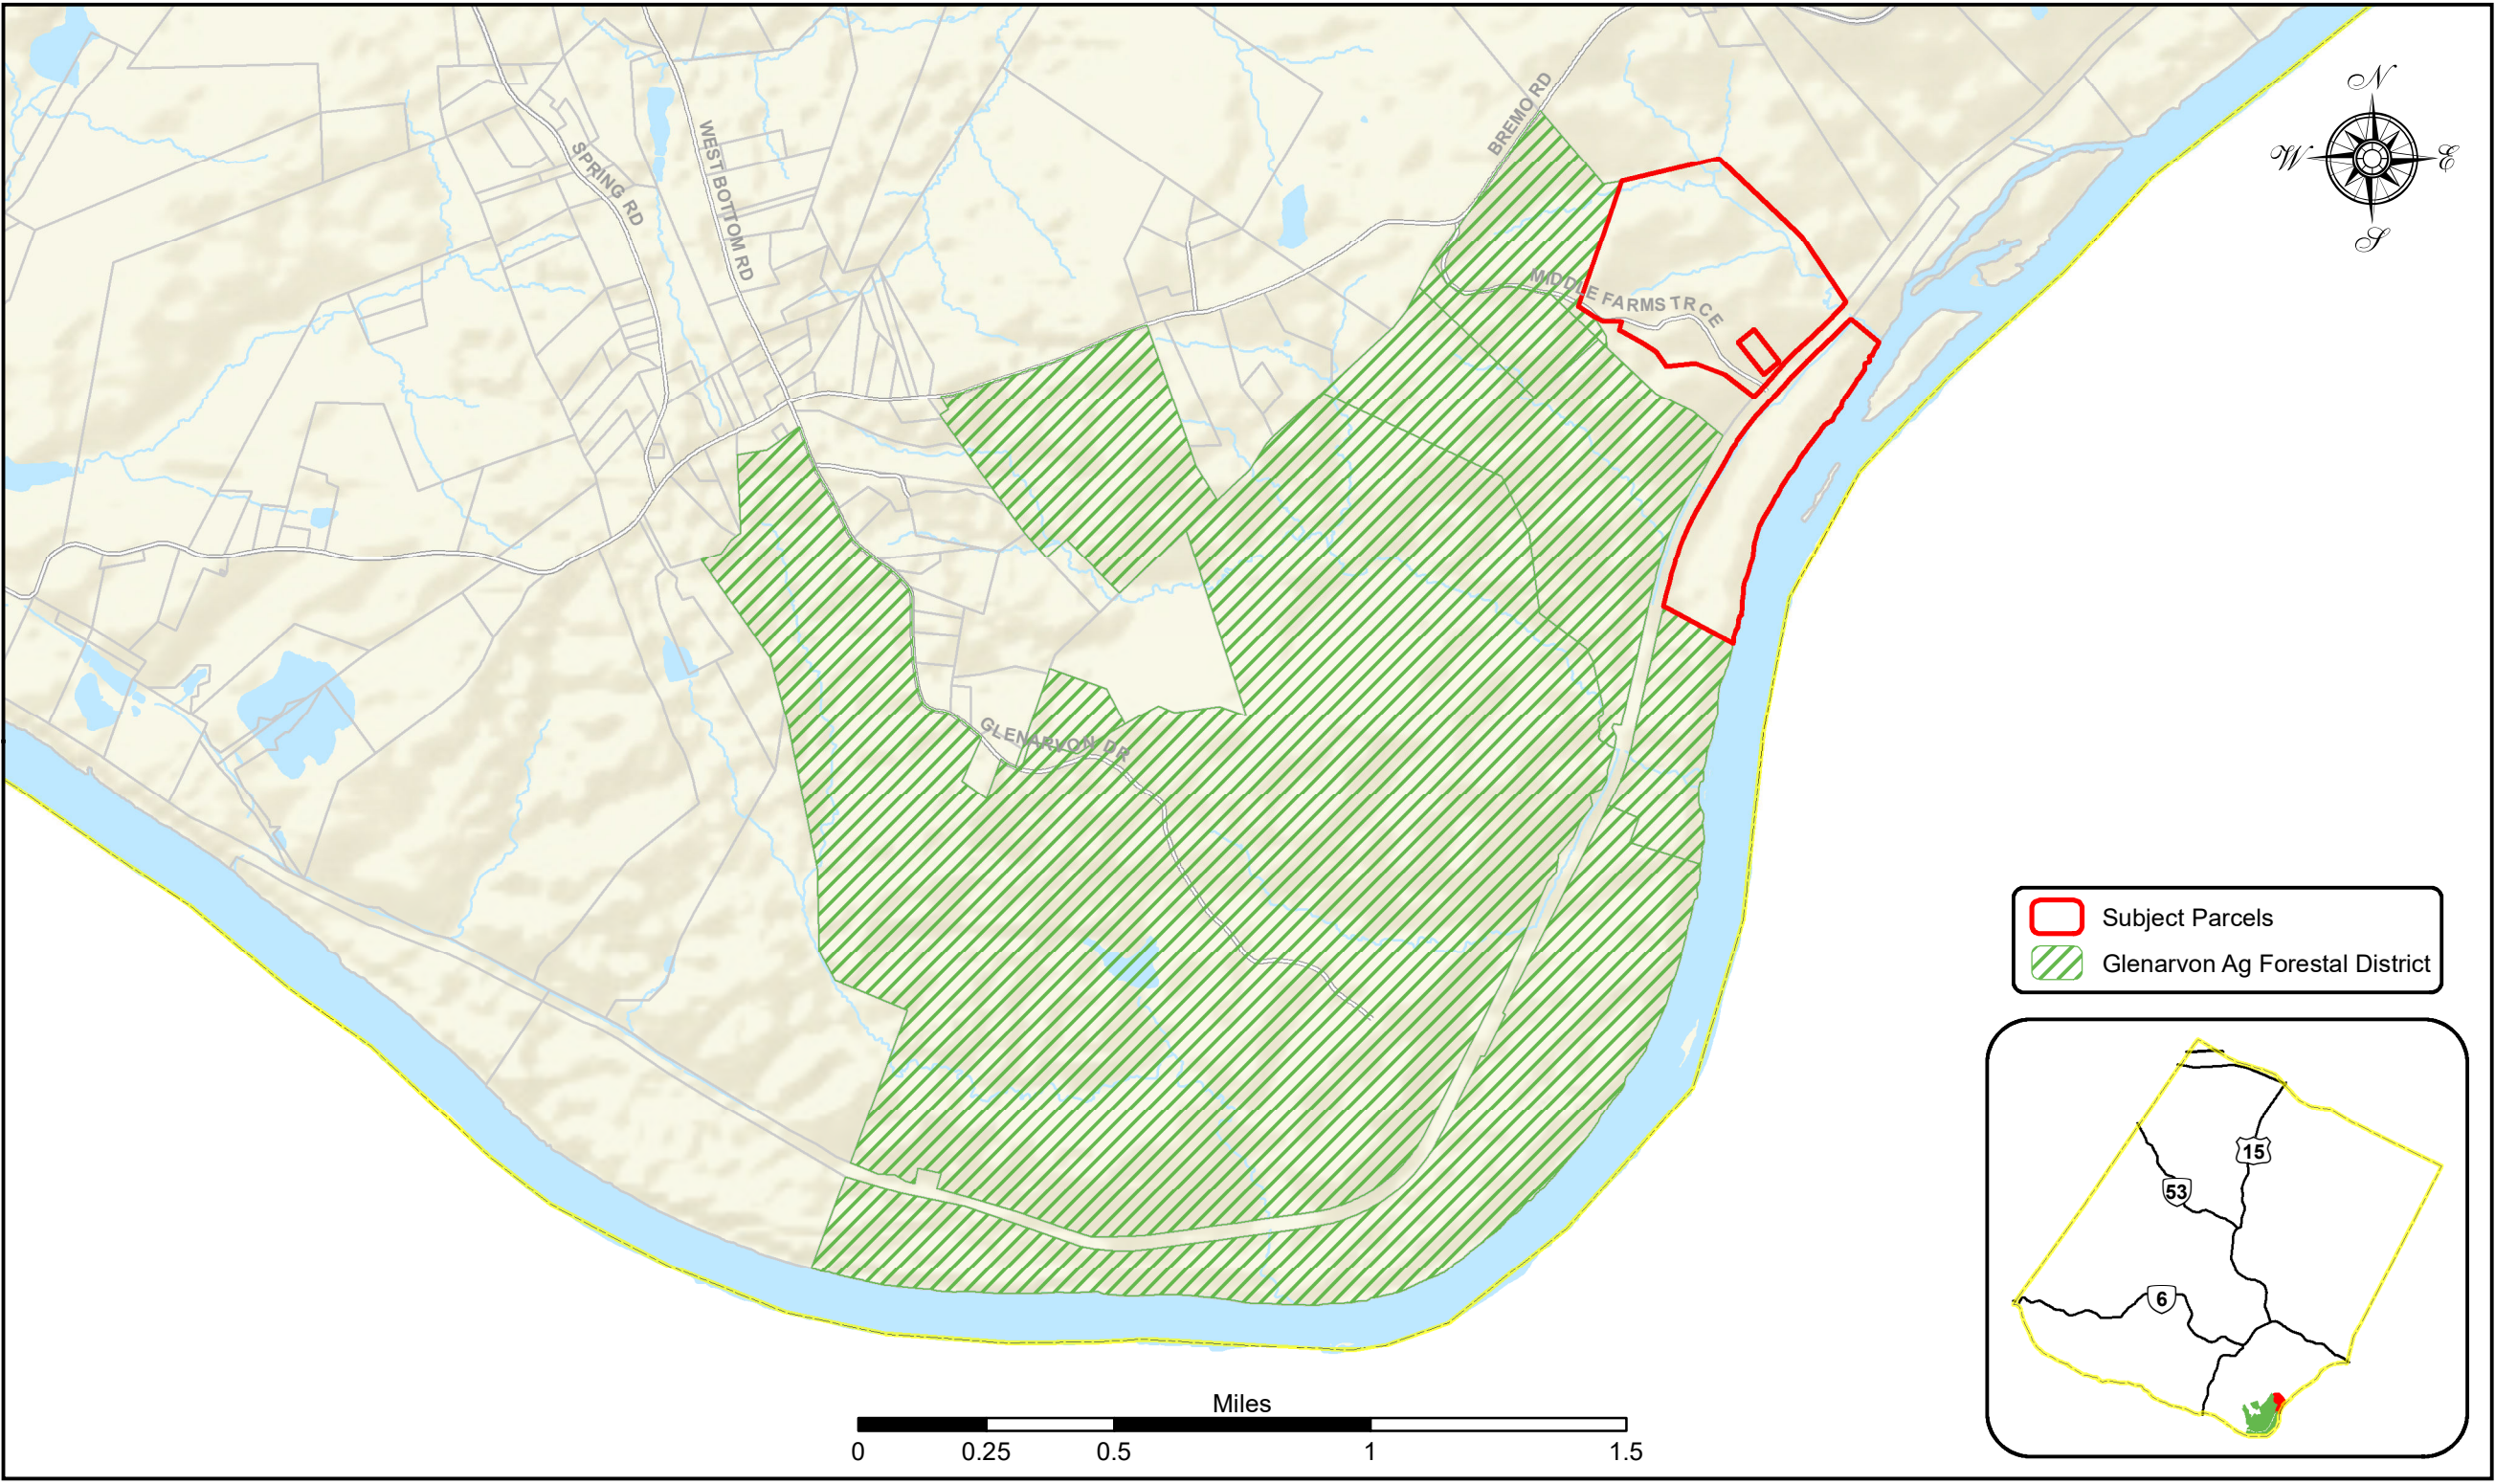 N
W
E
S
BREMO RD
SPRING RD
WEST BOTTOM RD
MIDDLE FARMS TRCE
GLENARVON DR
Subject Parcels
Glenarvon Ag Forestal District
15
53
6
Miles
0 0.25 0.5 1 1.5